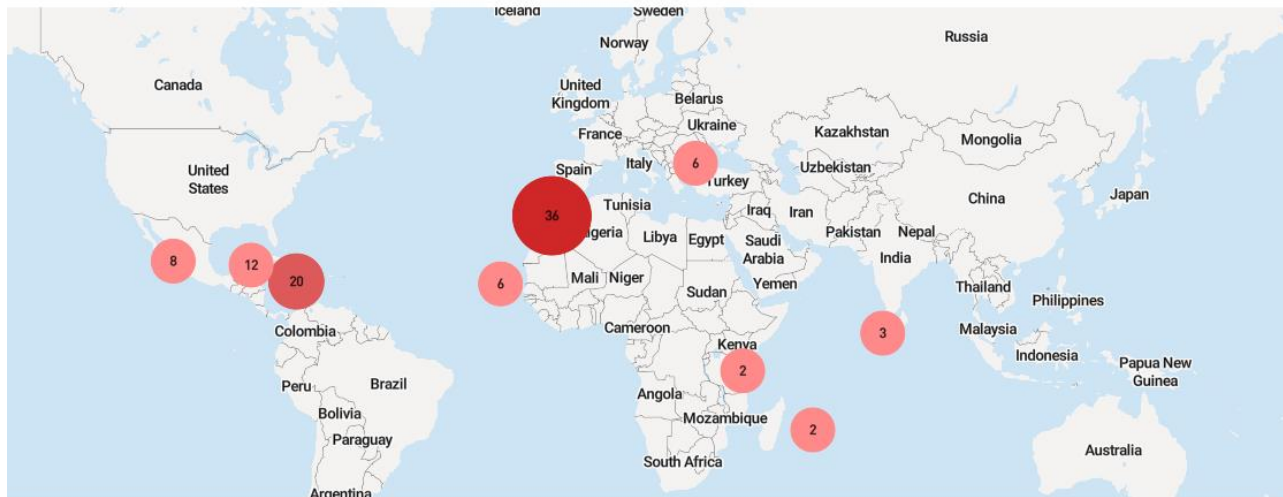 Iceland
Sweden
Norway
Russia
Canada
United
Kingdom
Belarus
Ukraine
Kazakhstan
Mongolia
France
6
Italy
Uzbekistan
Spain
Turkey
United
States
China
Japan
36
Tunisia
Iraq
Iran
geria
Libya
Egypt
Pakistan
Nepal
Saudi
Arabia
India
8
12
20
6
Mali
Niger
Yemen
Sudan
Thailand
Philippines
Colombia
Cameroon
3
Malaysia
Kenya
Indonesia
Papua New
Guinea
2
Peru
Brazil
Angola
Bolivia
Mozambique
2
Paraguay
Australia
South Africa
Argentina